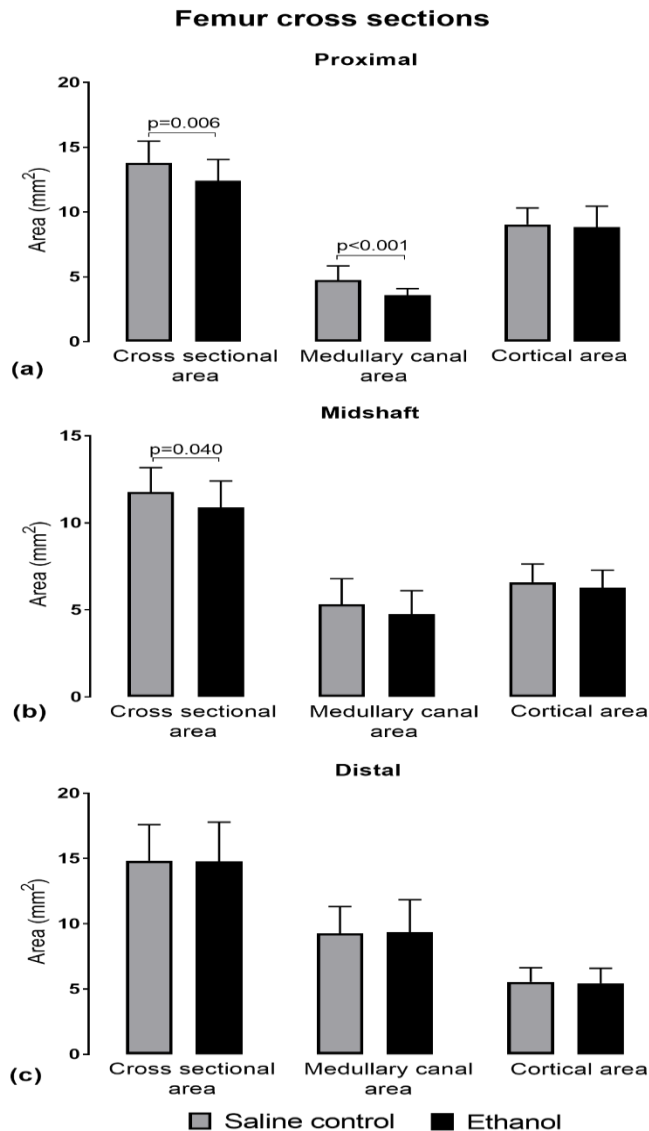 Femur cross sections
Proximal
20
15
10
5
0
Area (mm²)
p=0.006
p<0.001
Cross sectional
area
Medullary canal
area
Cortical area
(a)
Midshaft
15
10
5
0
Area (mm²)
p=0.040
Cross sectional
area
Medullary canal
area
Cortical area
(b)
Distal
20
15
10
5
0
Area (mm²)
Cross sectional
area
Medullary canal
area
Cortical area
(c)
Saline control Ethanol